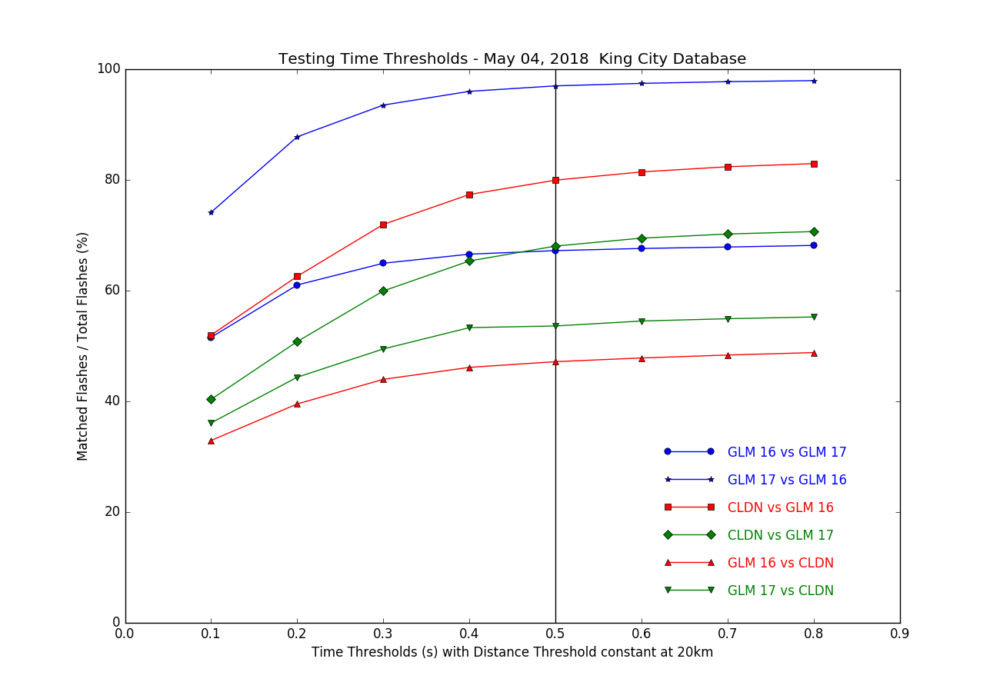 Testing Time Thresholds - May 04, 2018  King City Database
100
80
60
40
20
0
Matched Flashes / Total Flashes (%)
GLM 16 vs GLM 17
GLM 17 vs GLM 16
CLDN vs GLM 16
CLDN vs GLM 17
GLM 16 vs CLDN
GLM 17 vs CLDN
0.0 0.1 0.2 0.3 0.4 0.5 0.6 0.7 0.8 0.9
Time Thresholds (s) with Distance Threshold constant at 20km